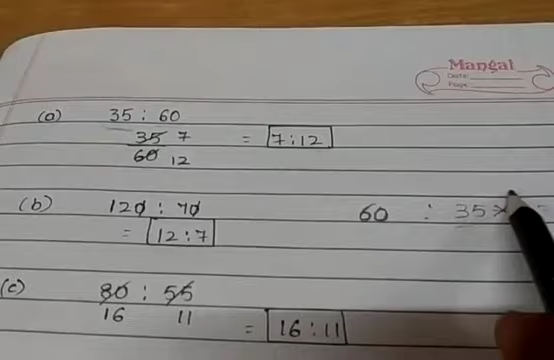 Mangal
Date:
Page:
(a) 35 : 60
35 7 = 7:12
60 12
(b) 120 : 70 60 : 35×
= 12:7
(c) 80 : 55
16 11 = 16:11